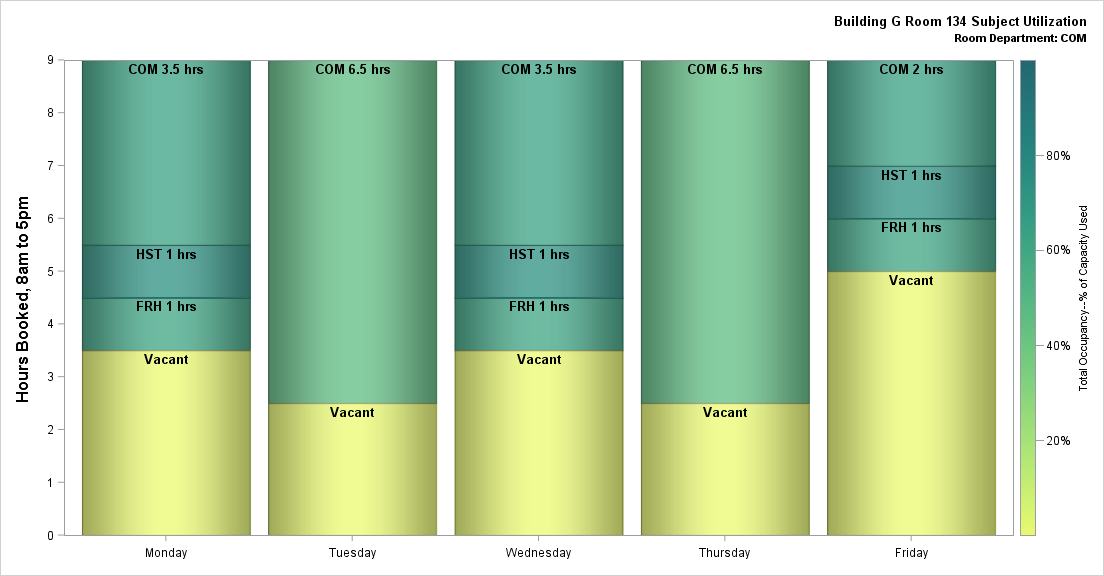 Building G Room 134 Subject Utilization
Room Department: COM
Hours Booked, 8am to 5pm
9
8
7
6
5
4
3
2
1
0
COM 3.5 hrs
HST 1 hrs
FRH 1 hrs
Vacant
COM 6.5 hrs
Vacant
COM 3.5 hrs
HST 1 hrs
FRH 1 hrs
Vacant
COM 6.5 hrs
Vacant
COM 2 hrs
HST 1 hrs
FRH 1 hrs
Vacant
Monday
Tuesday
Wednesday
Thursday
Friday
80%
60%
40%
20%
Total Occupancy--% of Capacity Used